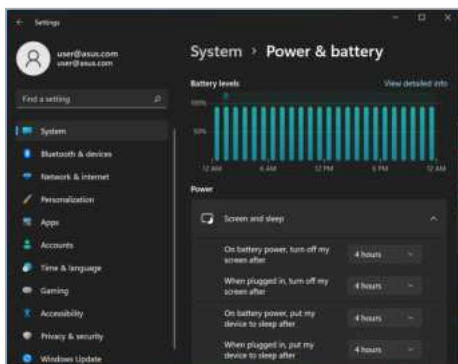 Settings
user@asus.com
user@asus.com
Find a setting
System
Bluetooth & devices
Network & internet
Personalization
Apps
Accounts
Time & language
Gaming
Accessibility
Privacy & security
Windows Update
System > Power & battery
Battery levels
View detailed info
100%
50%
12 AM
6 AM
12 PM
6 PM
12 AM
Power
Screen and sleep
On battery power, turn off my
screen after
4 hours
When plugged in, turn off my
screen after
4 hours
On battery power, put my
device to sleep after
4 hours
When plugged in, put my
device to sleep after
4 hours